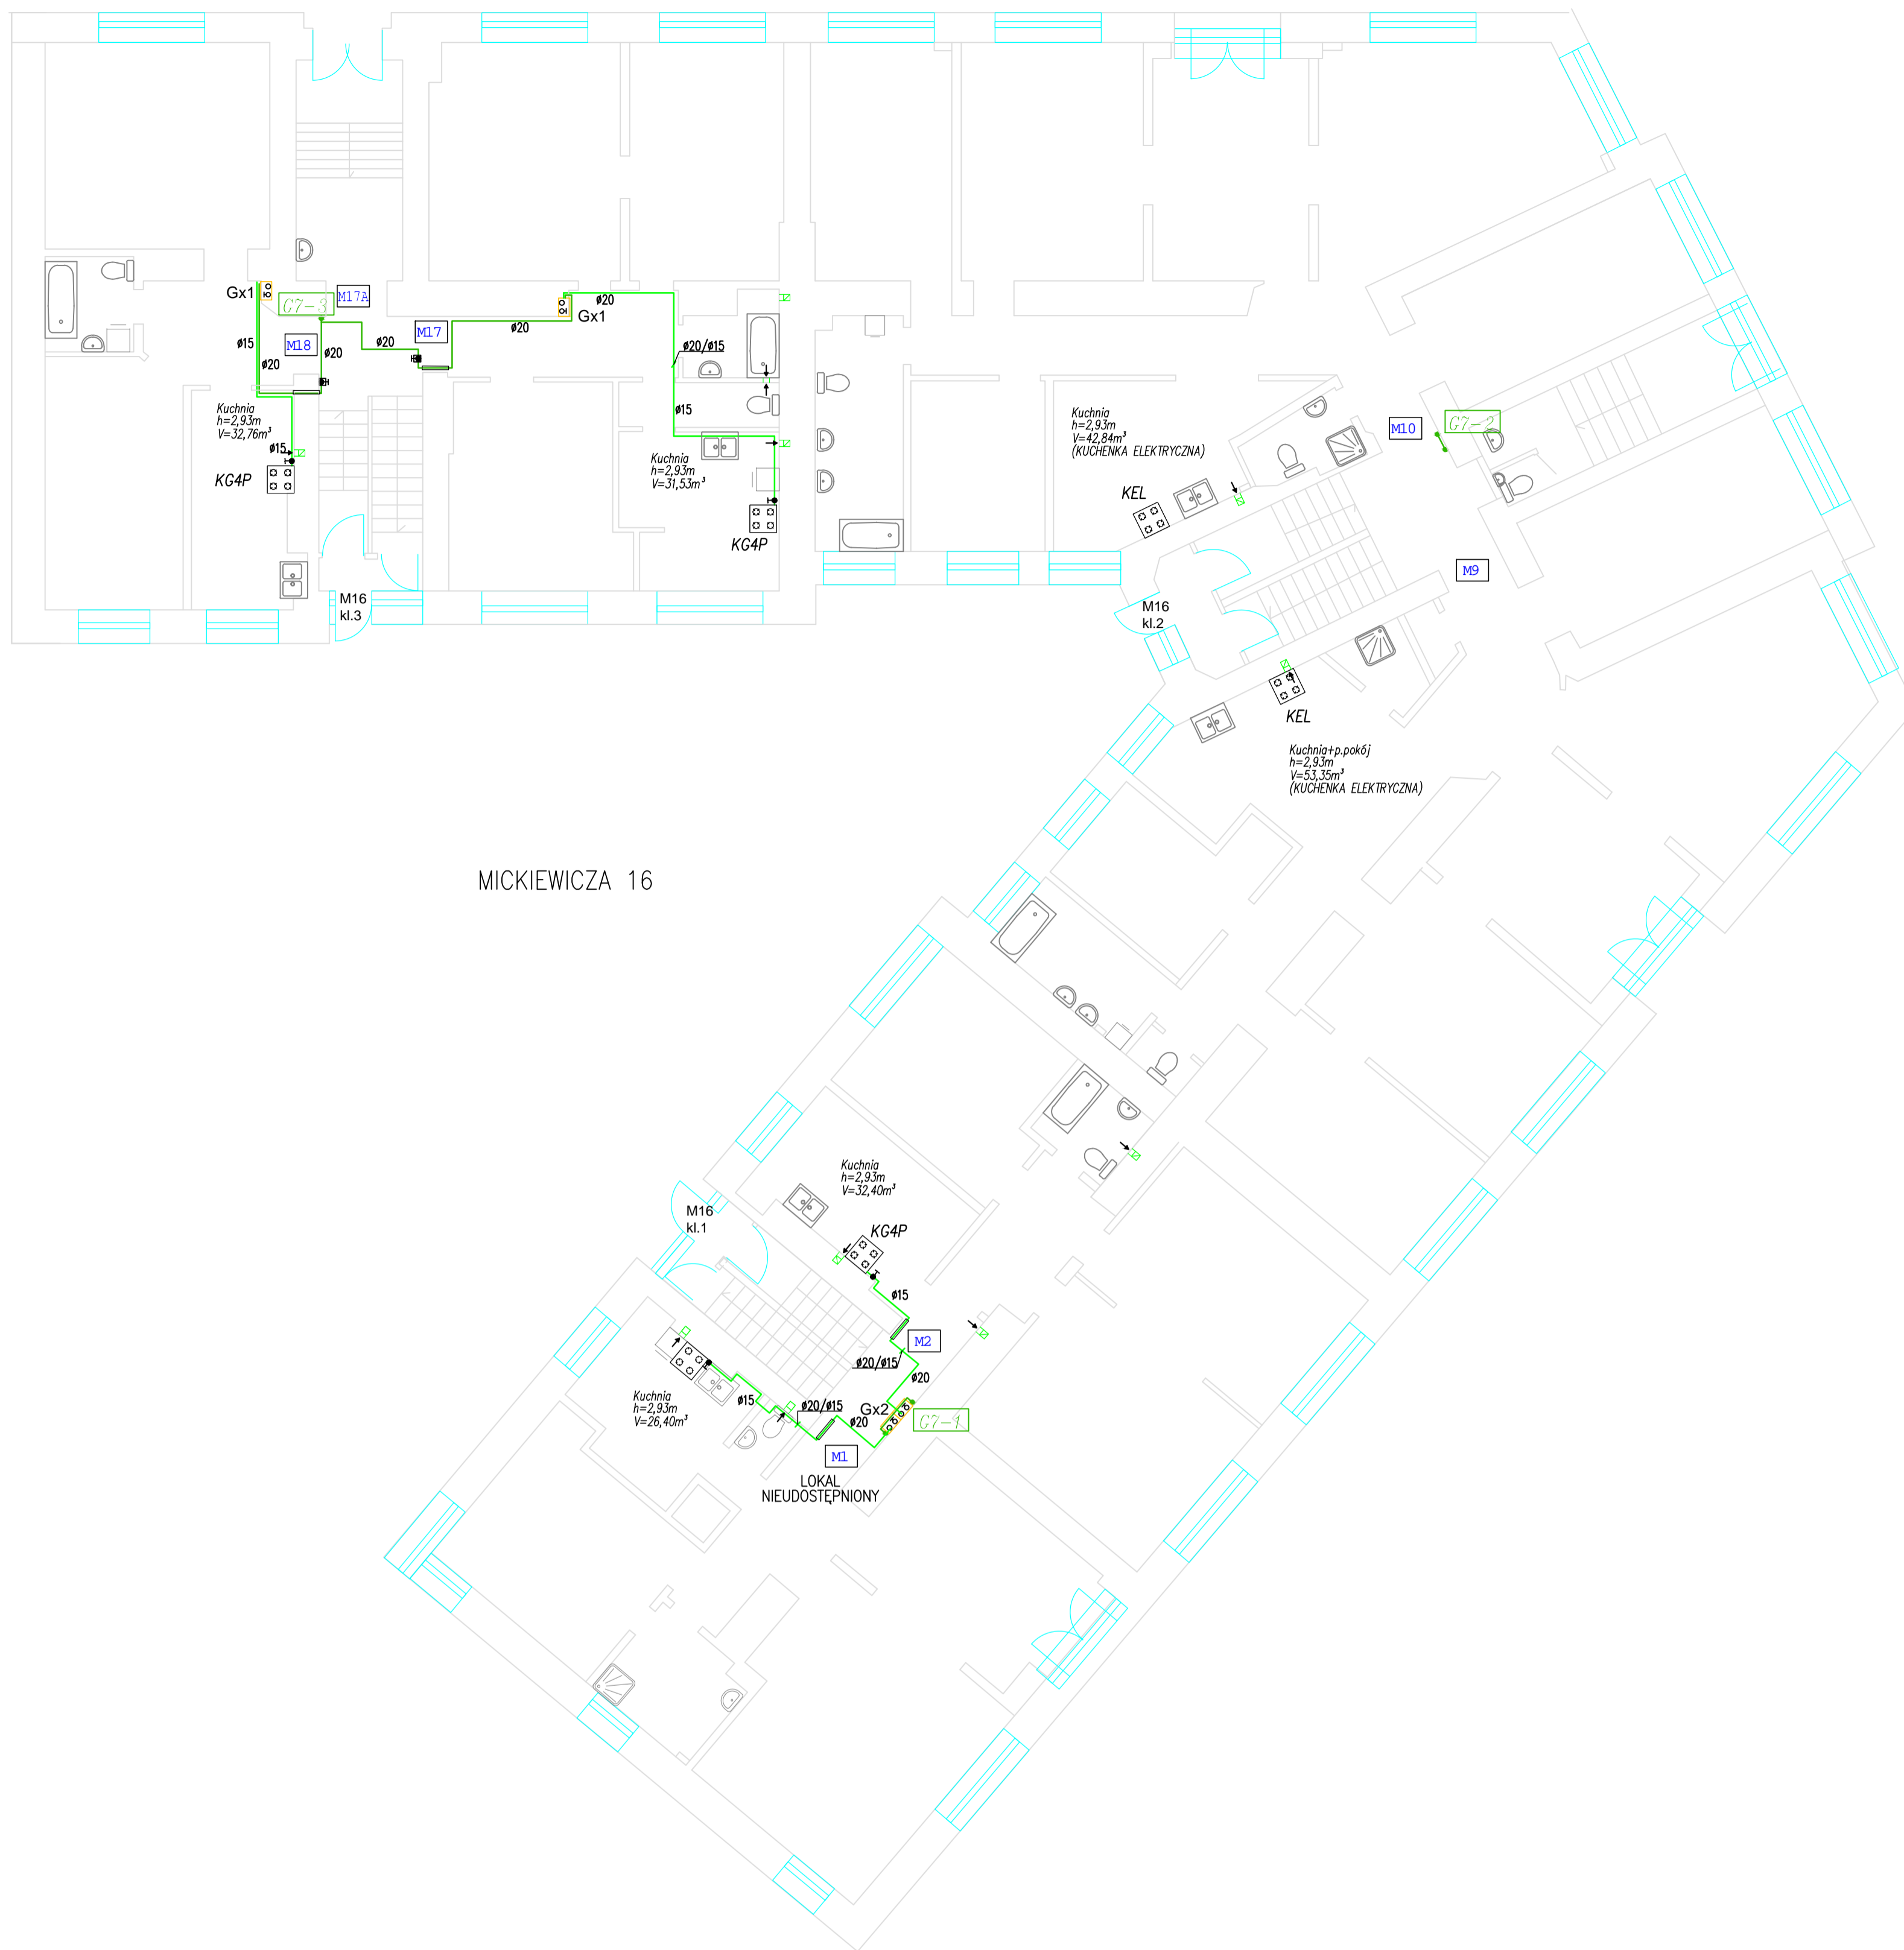 Gx1
G7-3
M17A
ø20
Gx1
M17
ø20
ø15
M18
ø20
ø20
ø20
ø20/ø15
ø20
Kuchnia
h=2,93m
V=32,76m³
ø15
ø15
KG4P
Kuchnia
h=2,93m
V=31,53m³
KG4P
Kuchnia
h=2,93m
V=42,84m³
(KUCHENKA ELEKTRYCZNA)
M10
G7-2
KEL
M9
M16
kl.3
M16
kl.2
KEL
Kuchnia+p.pokój
h=2,93m
V=53,35m³
(KUCHENKA ELEKTRYCZNA)
MICKIEWICZA 16
Kuchnia
h=2,93m
V=32,40m³
M16
kl.1
KG4P
ø15
M2
ø20/ø15
ø20
Kuchnia
h=2,93m
V=26,40m³
ø15
ø20/ø15
Gx2
ø20
G7-1
M1
LOKAL
NIEUDOSTĘPNIONY